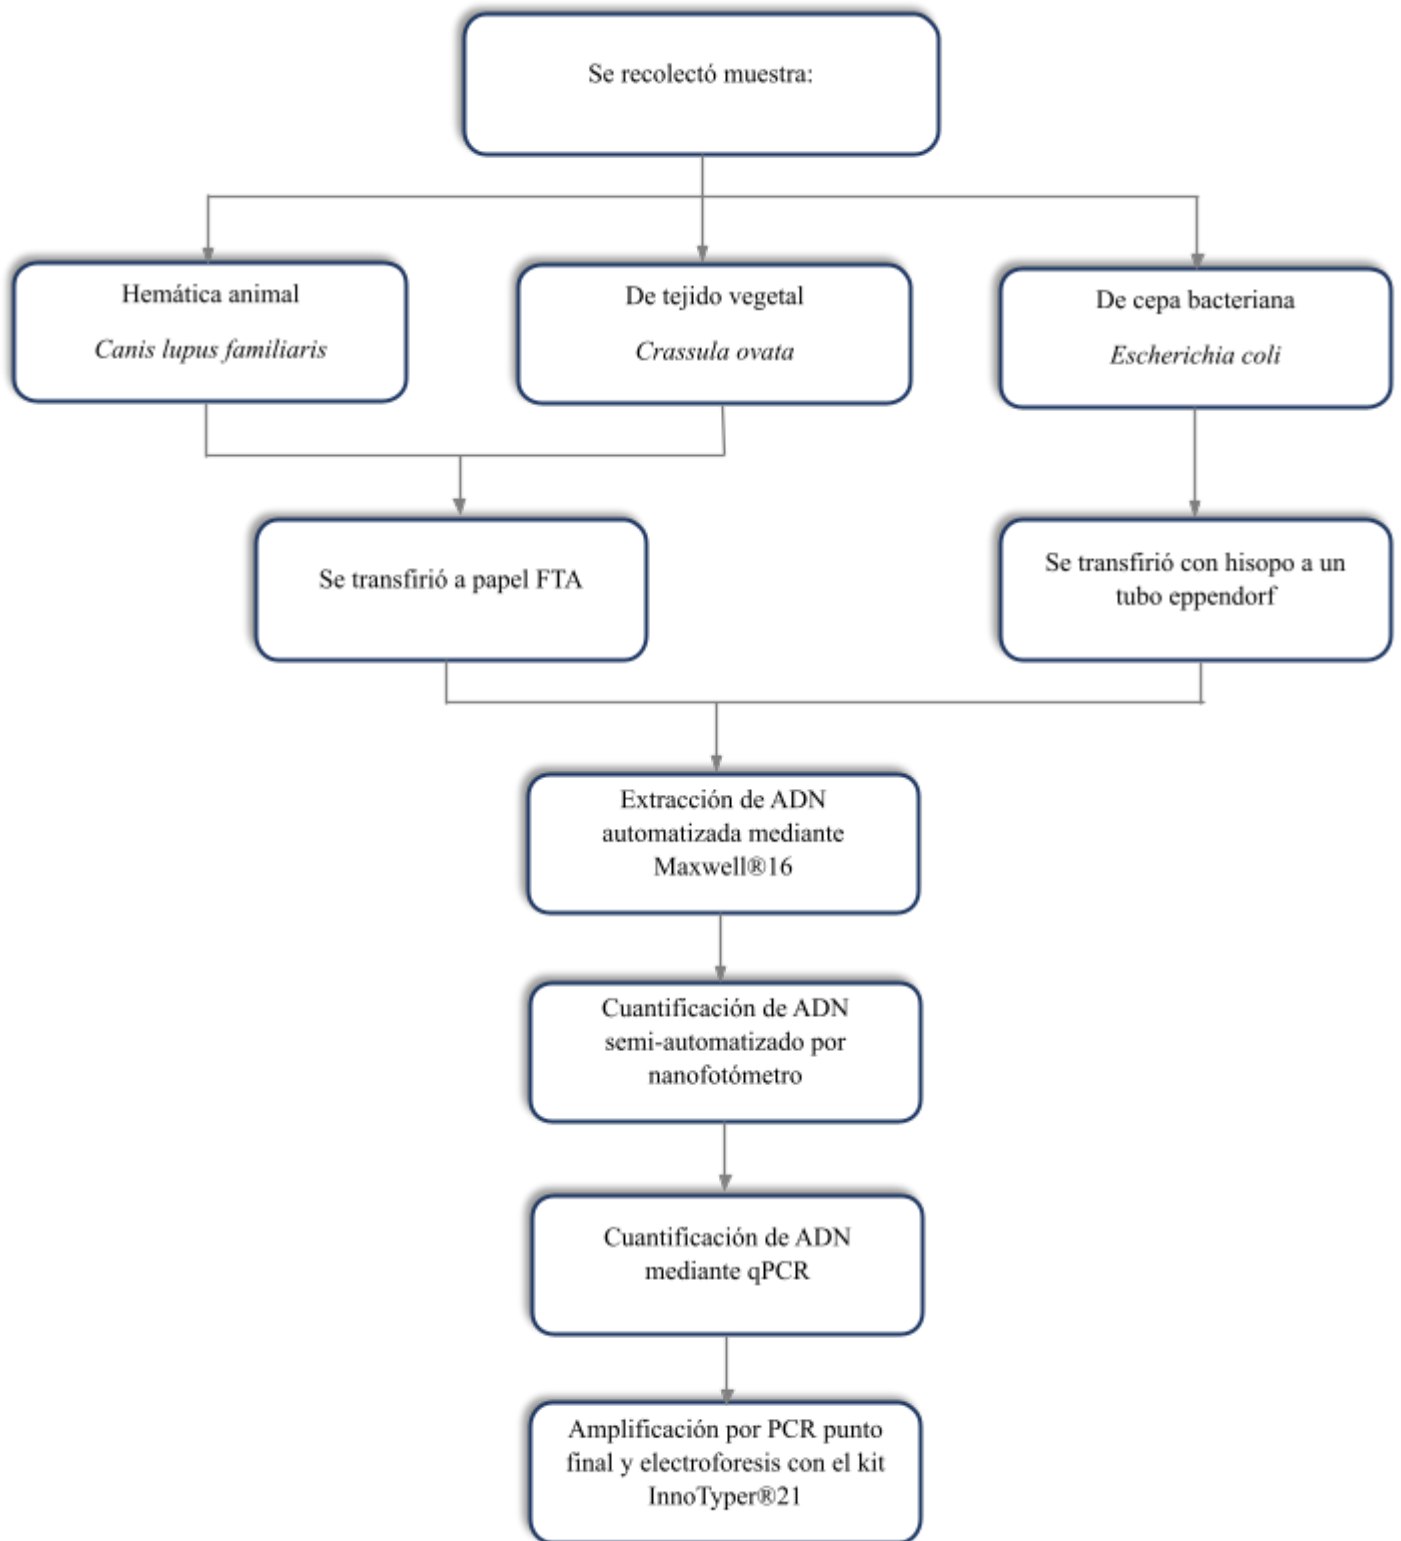 Se recolectó muestra:
Hemática animal
Canis lupus familiaris
De tejido vegetal
Crassula ovata
De cepa bacteriana
Escherichia coli
Se transfirió a papel FTA
Se transfirió con hisopo a un
tubo eppendorf
Extracción de ADN
automatizada mediante
Maxwell®16
Cuantificación de ADN
semi-automatizado por
nanofotómetro
Cuantificación de ADN
mediante qPCR
Amplificación por PCR punto
final y electroforesis con el kit
InnoTyper®21